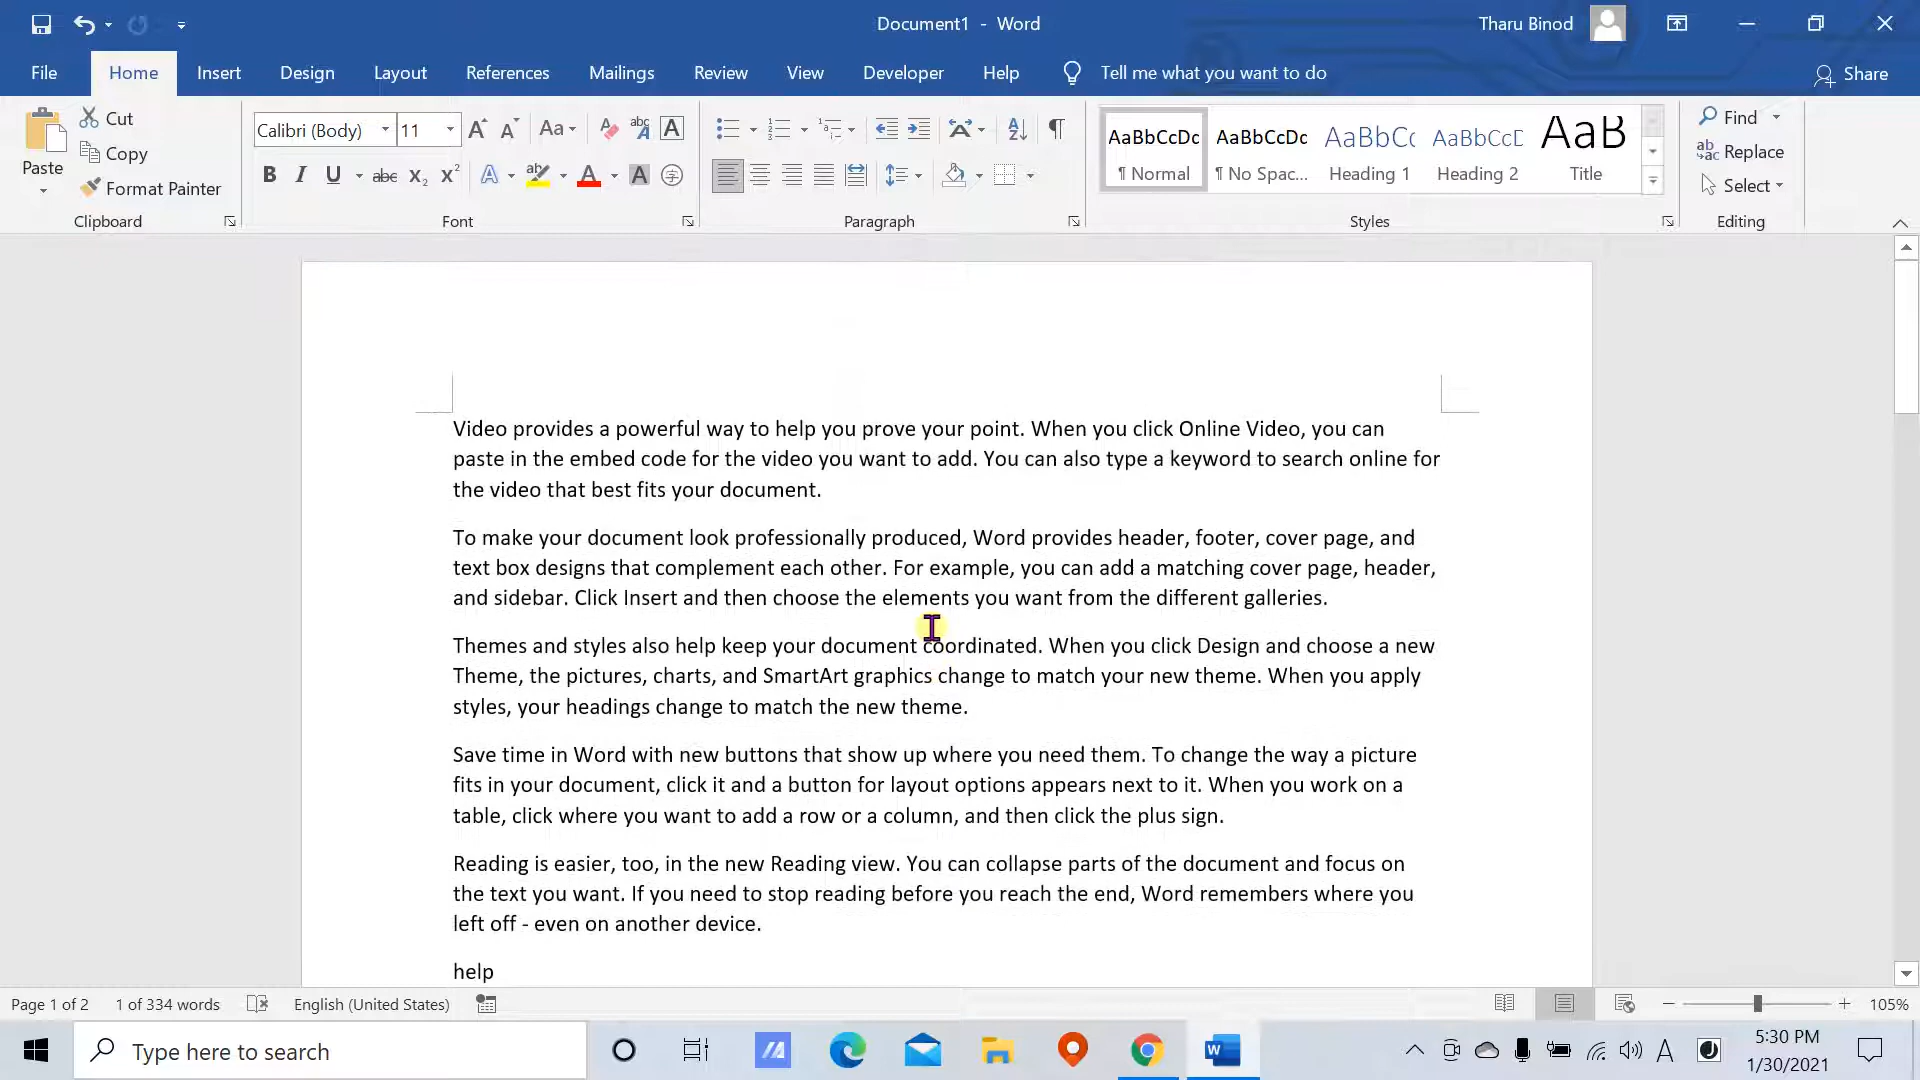 Document1 - Word
Tharu Binod
File Home Insert Design Layout References Mailings Review View Developer Help Tell me what you want to do Share
Paste
Cut
Copy
Format Painter
Clipboard
Calibri (Body) 11
Font
Paragraph
AaBbCcDc AaBbCcDc AaBbCc AaBbCcD AaB
¶ Normal ¶ No Spac... Heading 1 Heading 2 Title
Styles
Find
Replace
Select
Editing
Video provides a powerful way to help you prove your point. When you click Online Video, you can
paste in the embed code for the video you want to add. You can also type a keyword to search online for
the video that best fits your document.
To make your document look professionally produced, Word provides header, footer, cover page, and
text box designs that complement each other. For example, you can add a matching cover page, header,
and sidebar. Click Insert and then choose the elements you want from the different galleries.
Themes and styles also help keep your document coordinated. When you click Design and choose a new
Theme, the pictures, charts, and SmartArt graphics change to match your new theme. When you apply
styles, your headings change to match the new theme.
Save time in Word with new buttons that show up where you need them. To change the way a picture
fits in your document, click it and a button for layout options appears next to it. When you work on a
table, click where you want to add a row or a column, and then click the plus sign.
Reading is easier, too, in the new Reading view. You can collapse parts of the document and focus on
the text you want. If you need to stop reading before you reach the end, Word remembers where you
left off - even on another device.
help
Page 1 of 2 1 of 334 words English (United States) 105%
Type here to search
5:30 PM
1/30/2021